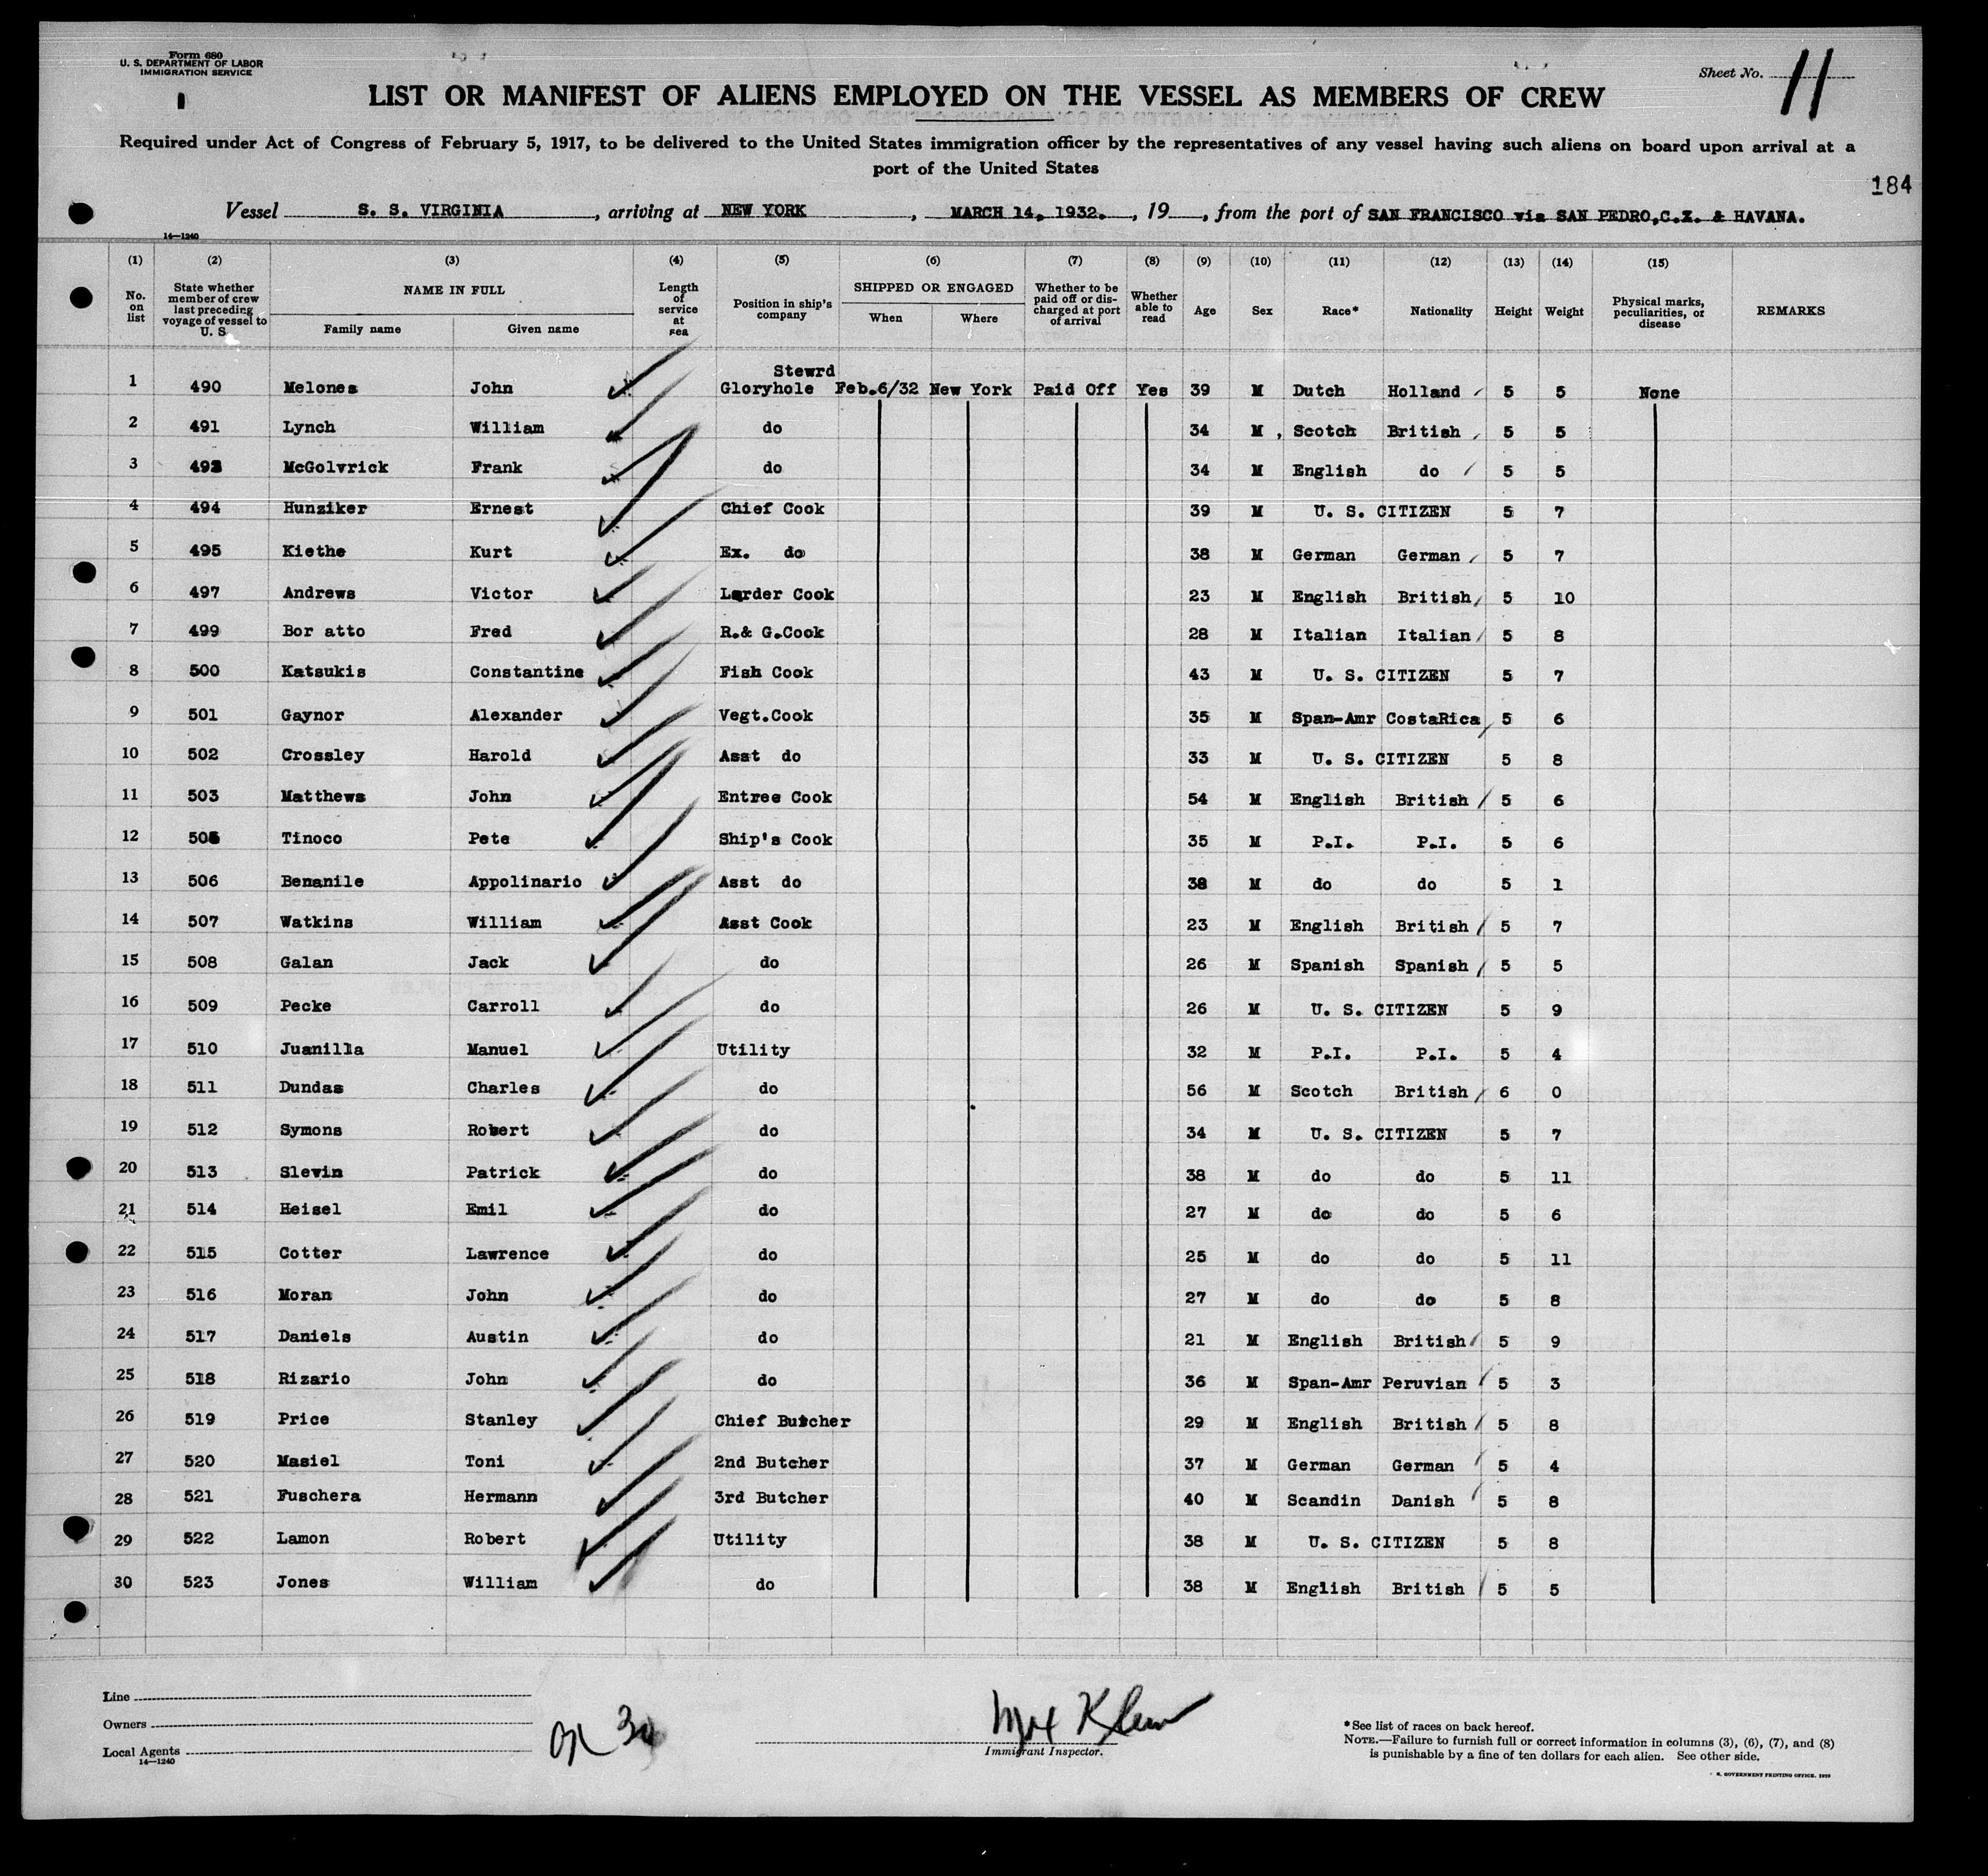 Form 680
U. S. DEPARTMENT OF LABOR
IMMIGRATION SERVICE
Sheet No. 11
LIST OR MANIFEST OF ALIENS EMPLOYED ON THE VESSEL AS MEMBERS OF CREW
Required under Act of Congress of February 5, 1917, to be delivered to the United States immigration officer by the representatives of any vessel having such aliens on board upon arrival at a
port of the United States
184
Vessel S. S. VIRGINIA, arriving at NEW YORK, MARCH 14, 1932., 19, from the port of SAN FRANCISCO via SAN PEDRO,C.Z. & HAVANA.
14—1240
(1) (2) (3) (4) (5) (6) (7) (8) (9) (10) (11) (12) (13) (14) (15)
No. on list
State whether member of crew last preceding voyage of vessel to U. S.
NAME IN FULL
Family name Given name
Length of service at sea
Position in ship's company
SHIPPED OR ENGAGED
When Where
Whether to be paid off or discharged at port of arrival
Whether able to read
Age Sex Race* Nationality Height Weight
Physical marks, peculiarities, or disease
REMARKS
Stewrd
1 490 Melones John Gloryhole Feb.6/32 New York Paid Off Yes 39 M Dutch Holland 5 5 None
2 491 Lynch William do 34 M Scotch British 5 5
3 492 McGolvrick Frank do 34 M English do 5 5
4 494 Hunziker Ernest Chief Cook 39 M U. S. CITIZEN 5 7
5 495 Kiethe Kurt Ex. do 38 M German German 5 7
6 497 Andrews Victor Larder Cook 23 M English British 5 10
7 499 Bor atto Fred R.& G.Cook 28 M Italian Italian 5 8
8 500 Katsukis Constantine Fish Cook 43 M U. S. CITIZEN 5 7
9 501 Gaynor Alexander Vegt.Cook 35 M Span-Amr CostaRica 5 6
10 502 Crossley Harold Asst do 33 M U. S. CITIZEN 5 8
11 503 Matthews John Entree Cook 54 M English British 5 6
12 505 Tinoco Pete Ship's Cook 35 M P.I. P.I. 5 6
13 506 Benanile Appolinario Asst do 38 M do do 5 1
14 507 Watkins William Asst Cook 23 M English British 5 7
15 508 Galan Jack do 26 M Spanish Spanish 5 5
16 509 Pecke Carroll do 26 M U. S. CITIZEN 5 9
17 510 Juanilla Manuel Utility 32 M P.I. P.I. 5 4
18 511 Dundas Charles do 56 M Scotch British 6 0
19 512 Symons Robert do 34 M U. S. CITIZEN 5 7
20 513 Slevin Patrick do 38 M do do 5 11
21 514 Heisel Emil do 27 M do do 5 6
22 515 Cotter Lawrence do 25 M do do 5 11
23 516 Moran John do 27 M do do 5 8
24 517 Daniels Austin do 21 M English British 5 9
25 518 Rizario John do 36 M Span-Amr Peruvian 5 3
26 519 Price Stanley Chief Butcher 29 M English British 5 8
27 520 Masiel Toni 2nd Butcher 37 M German German 5 4
28 521 Fuschera Hermann 3rd Butcher 40 M Scandin Danish 5 8
29 522 Lamon Robert Utility 38 M U. S. CITIZEN 5 8
30 523 Jones William do 38 M English British 5 5
Line
Owners
Local Agents
14—1240
OK 30
Max Klein
Immigrant Inspector.
*See list of races on back hereof.
NOTE.—Failure to furnish full or correct information in columns (3), (6), (7), and (8)
is punishable by a fine of ten dollars for each alien. See other side.
GOVERNMENT PRINTING OFFICE.